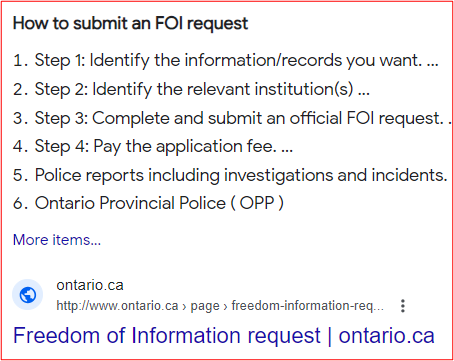 How to submit an FOI request
1. Step 1: Identify the information/records you want. ...
2. Step 2: Identify the relevant institution(s) ...
3. Step 3: Complete and submit an official FOI request. .
4. Step 4: Pay the application fee. ...
5. Police reports including investigations and incidents.
6. Ontario Provincial Police ( OPP )
More items...
ontario.ca
http://www.ontario.ca › page › freedom-information-req...
Freedom of Information request | ontario.ca